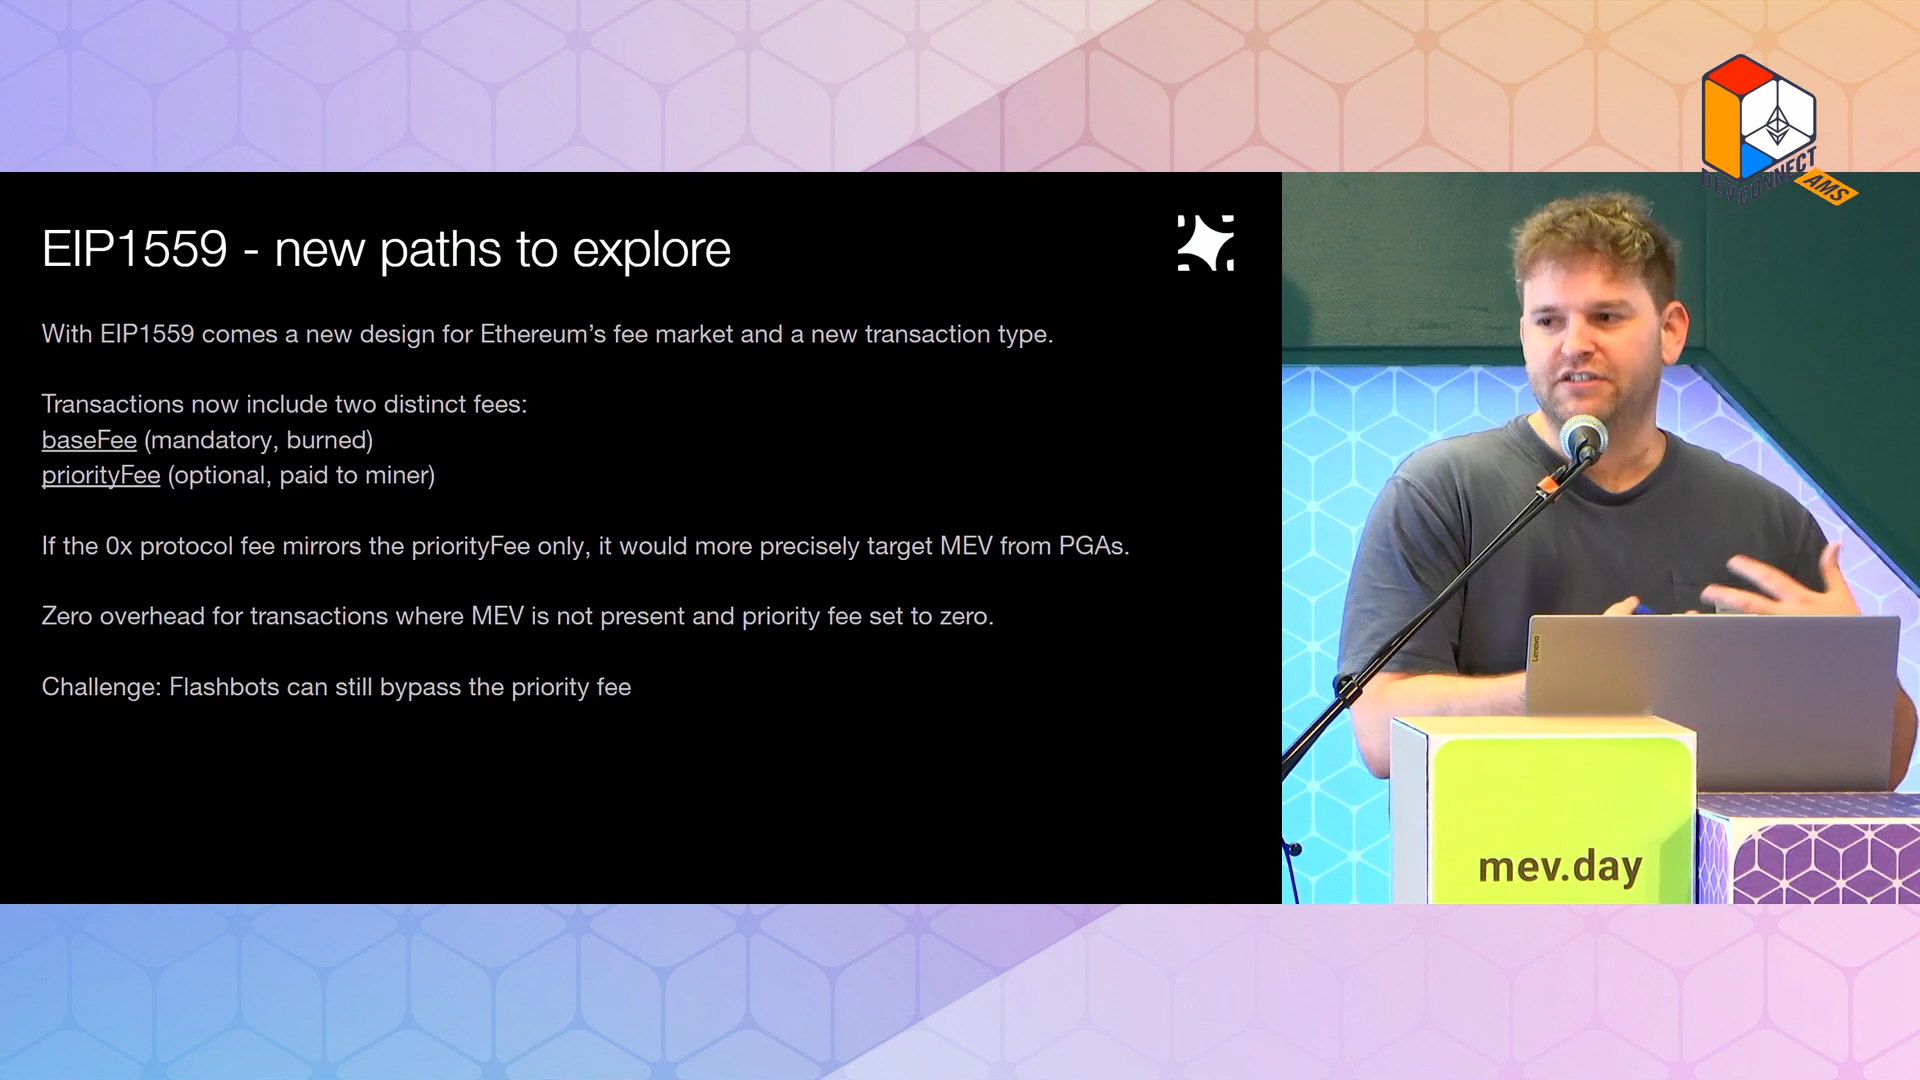 DEVCONNECT
AMS
EIP1559 - new paths to explore
With EIP1559 comes a new design for Ethereum’s fee market and a new transaction type.
Transactions now include two distinct fees:
baseFee (mandatory, burned)
priorityFee (optional, paid to miner)
If the 0x protocol fee mirrors the priorityFee only, it would more precisely target MEV from PGAs.
Zero overhead for transactions where MEV is not present and priority fee set to zero.
Challenge: Flashbots can still bypass the priority fee
Lenovo
mev.day